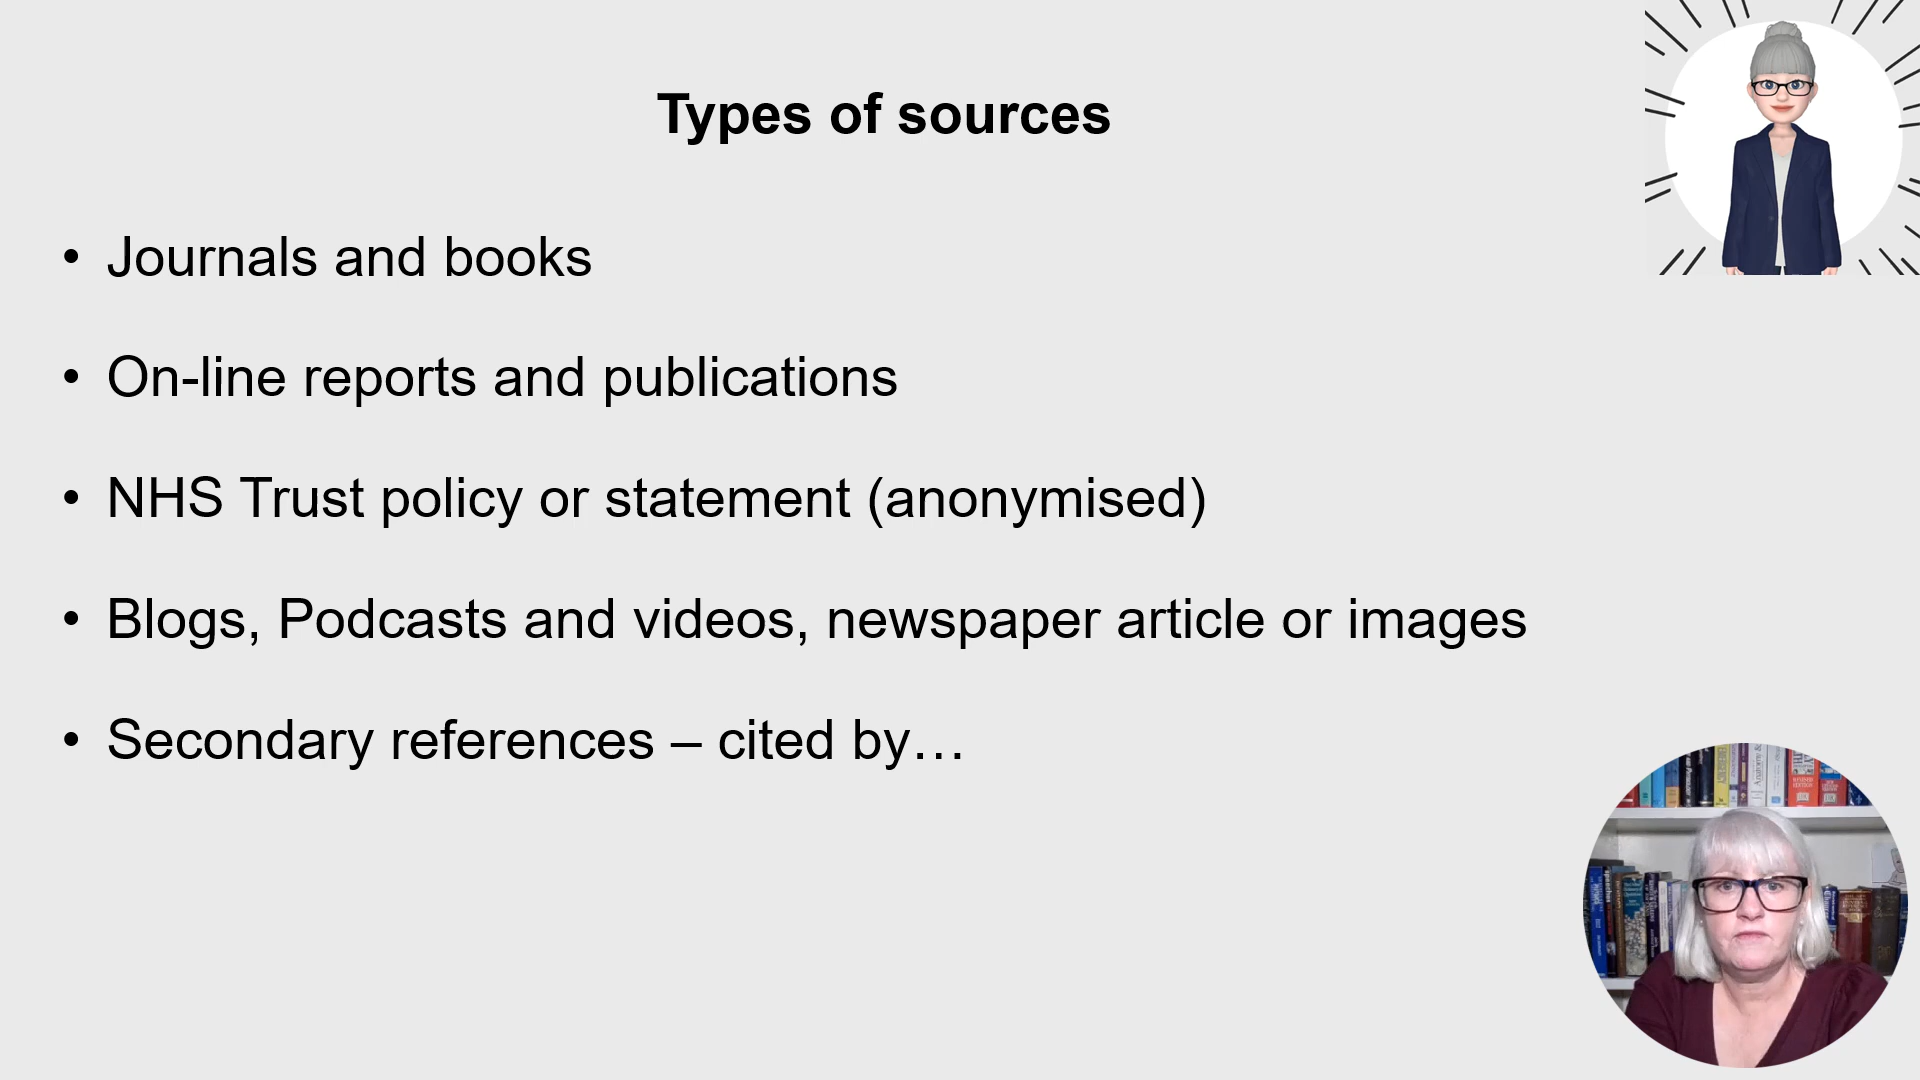 Types of sources
• Journals and books
• On-line reports and publications
• NHS Trust policy or statement (anonymised)
• Blogs, Podcasts and videos, newspaper article or images
• Secondary references – cited by…